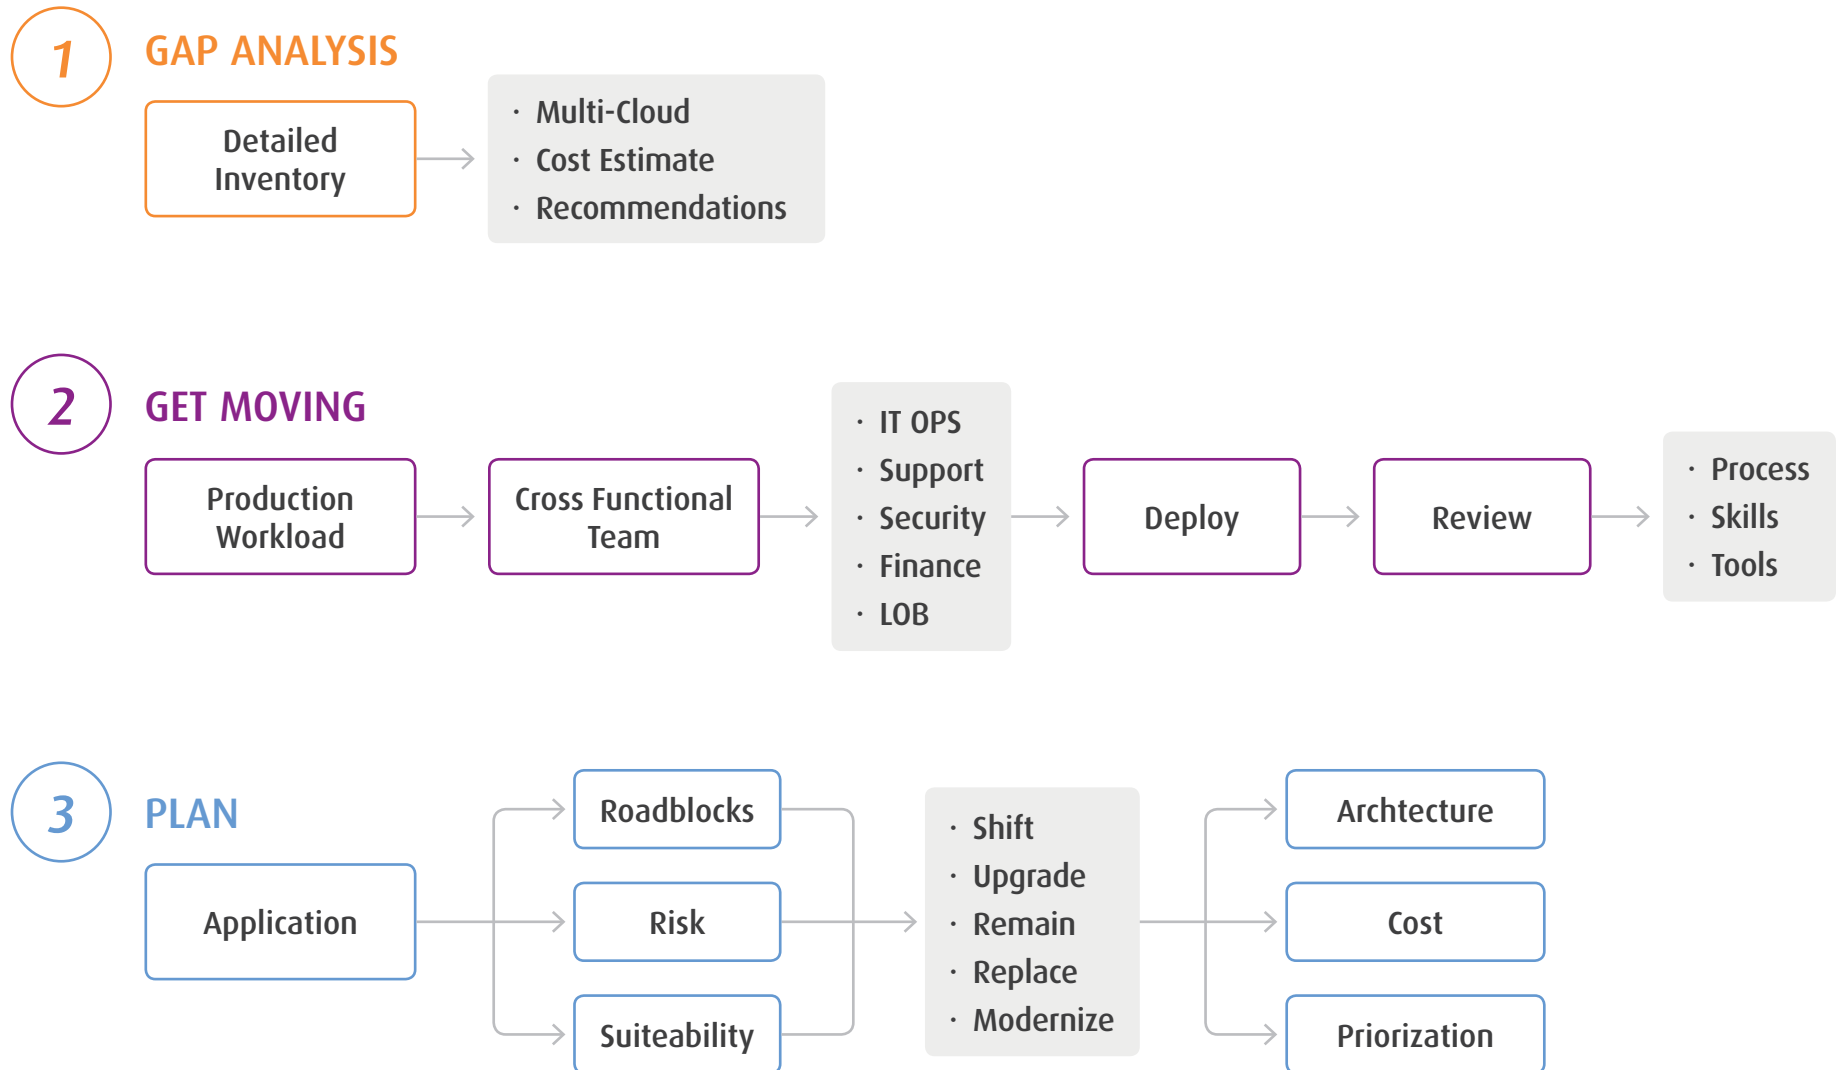 1
GAP ANALYSIS
Detailed
Inventory
· Multi-Cloud
· Cost Estimate
· Recommendations
2
GET MOVING
Production
Workload
Cross Functional
Team
· IT OPS
· Support
· Security
· Finance
· LOB
Deploy
Review
· Process
· Skills
· Tools
3
PLAN
Application
Roadblocks
Risk
Suiteability
· Shift
· Upgrade
· Remain
· Replace
· Modernize
Archtecture
Cost
Priorization